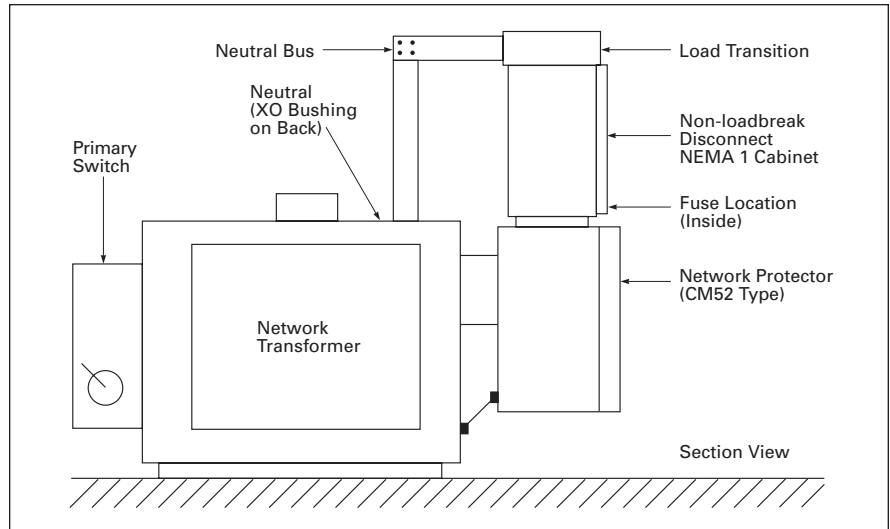 Neutral Bus
Load Transition
Neutral
(XO Bushing
on Back)
Non-loadbreak
Disconnect
NEMA 1 Cabinet
Primary
Switch
Fuse Location
(Inside)
Network Protector
(CM52 Type)
Network
Transformer
Section View